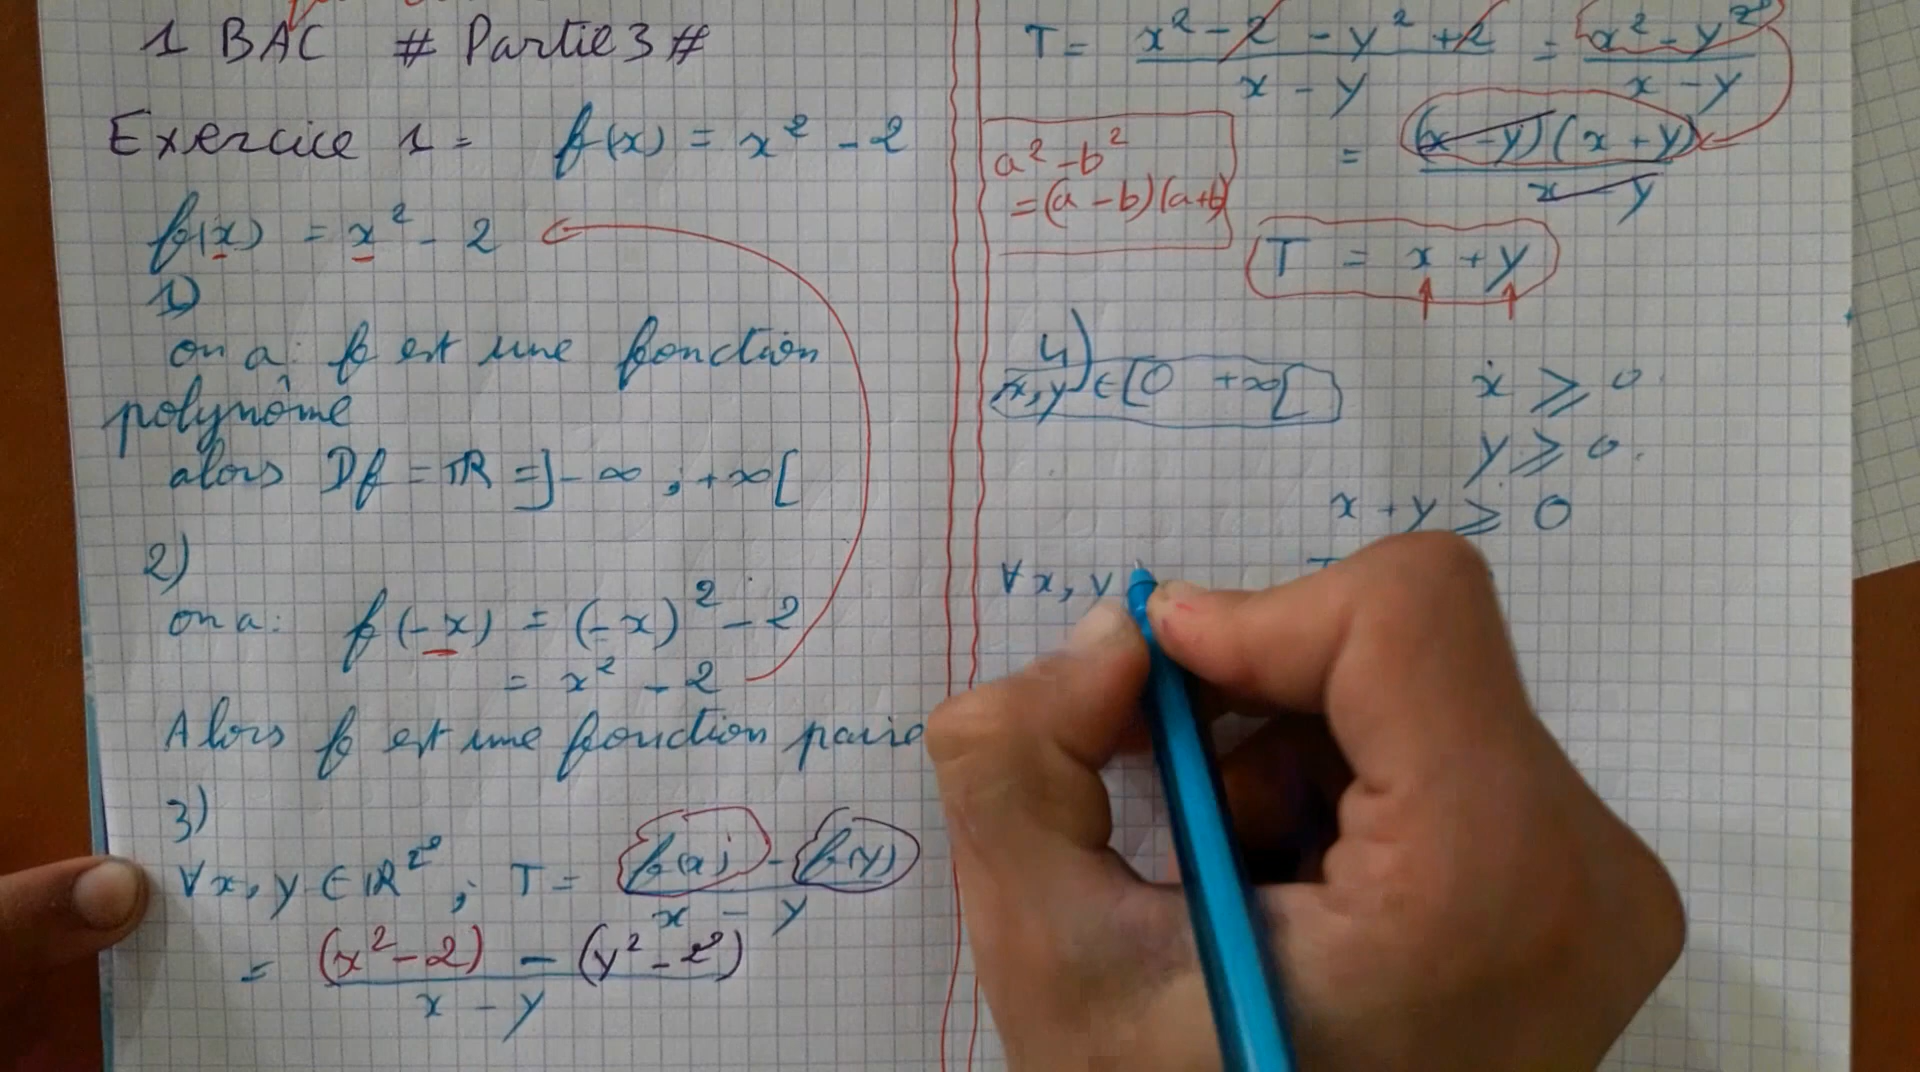 1 BAC # Partie 3 #
Exercice 1 = f(x) = x² - 2
f(x) = x² - 2
1)
on a: f est une fonction
polynôme
alors Df = ℝ = ]-∞ ; +∞[
2)
on a: f(-x) = (-x)² - 2
= x² - 2
Alors f est une fonction paire
3)
∀x, y ∈ ℝ² ; T = f(x) - f(y) / x - y
= (x² - 2) - (y² - 2) / x - y
T = x² - 2 - y² + 2 / x - y = x² - y² / x - y
a² - b²
= (a - b)(a + b)
= (x - y)(x + y) / x - y
T = x + y
4)
x, y ∈ [0 +∞[
x ⩾ 0
y ⩾ 0.
x + y ⩾ 0
∀x, y